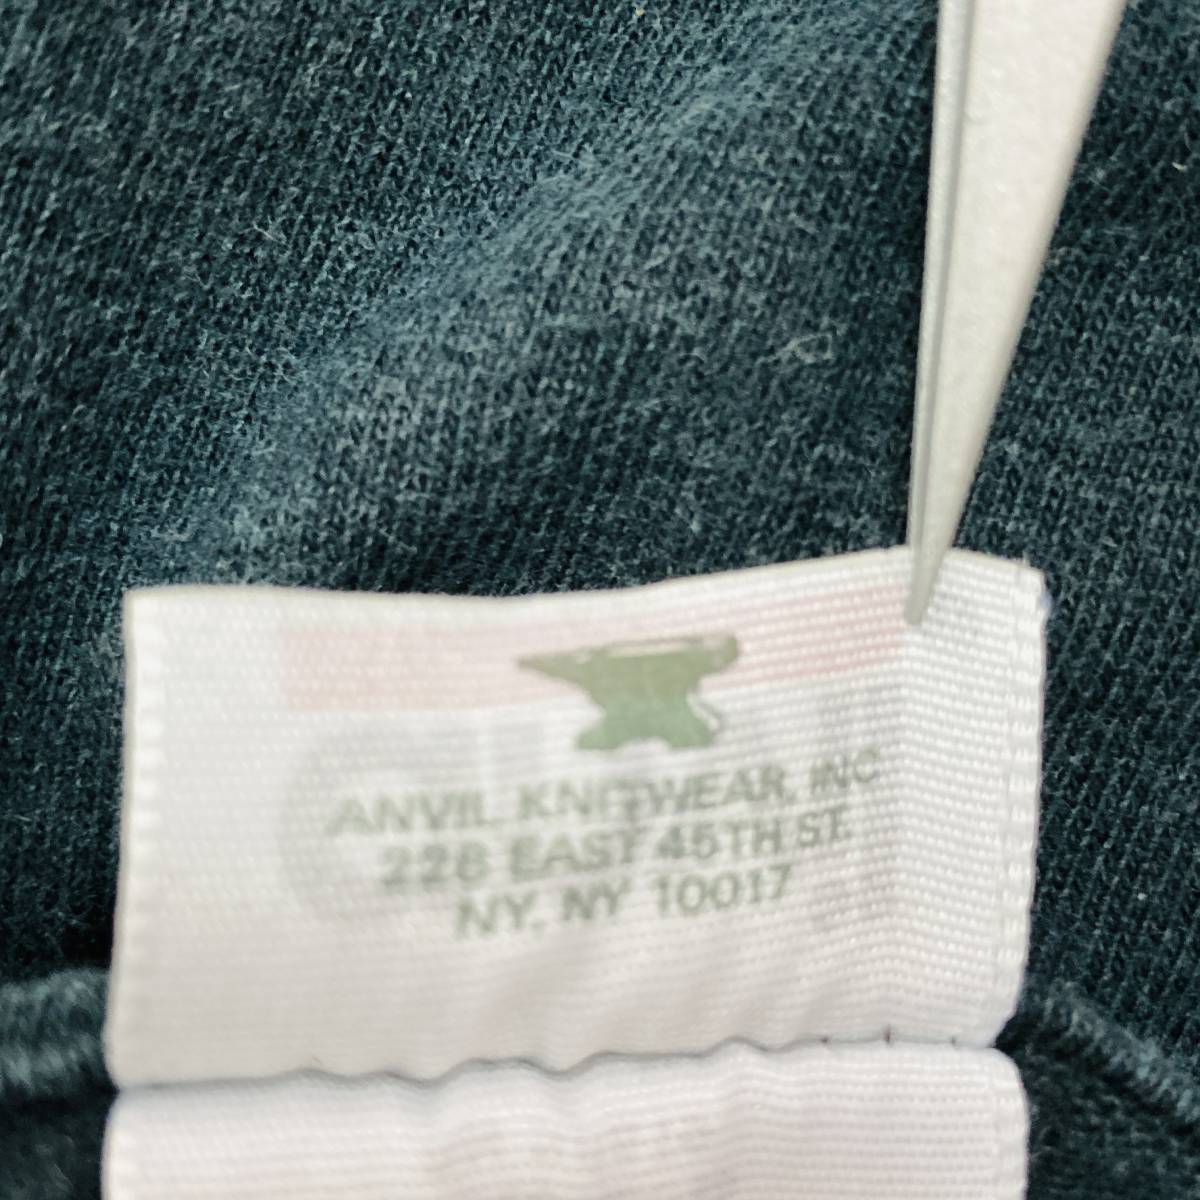 ANVIL KNITWEAR, INC
228 EAST 45TH ST.
NY, NY 10017